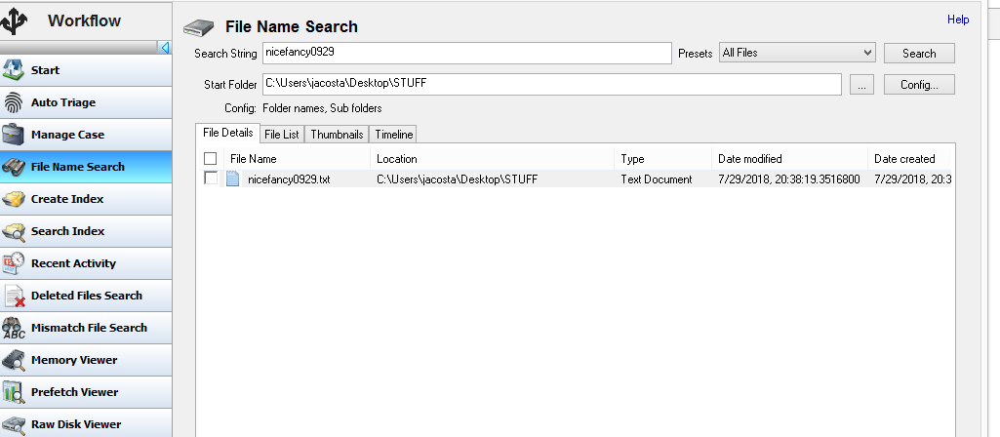 Workflow
Start
Auto Triage
Manage Case
File Name Search
Create Index
Search Index
Recent Activity
Deleted Files Search
ABC
Mismatch File Search
Memory Viewer
Prefetch Viewer
Raw Disk Viewer
File Name Search
Help
Search String nicefancy0929 Presets All Files Search
Start Folder C:\Users\jacosta\Desktop\STUFF ... Config...
Config: Folder names, Sub folders
File Details File List Thumbnails Timeline
File Name Location Type Date modified Date created
nicefancy0929.txt C:\Users\jacosta\Desktop\STUFF Text Document 7/29/2018, 20:38:19.3516800 7/29/2018, 20:3